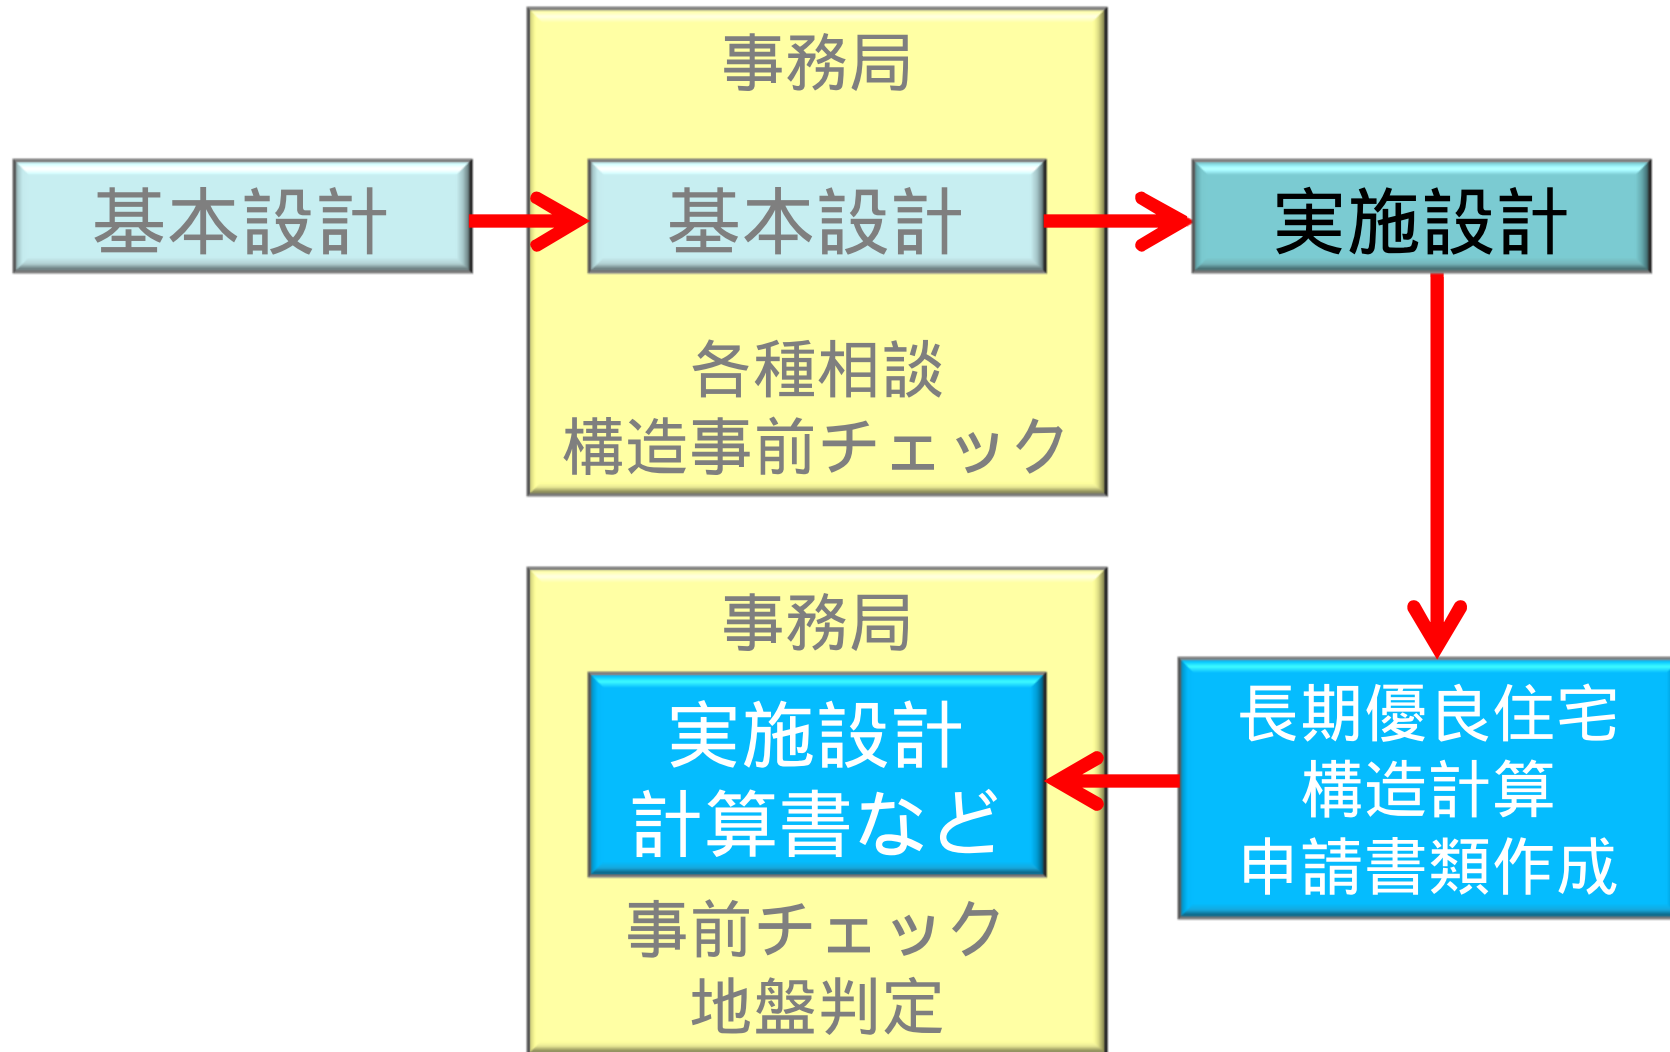 事務局
基本設計
基本設計
実施設計
各種相談
構造事前チェック
事務局
実施設計
計算書など
事前チェック
地盤判定
長期優良住宅
構造計算
申請書類作成